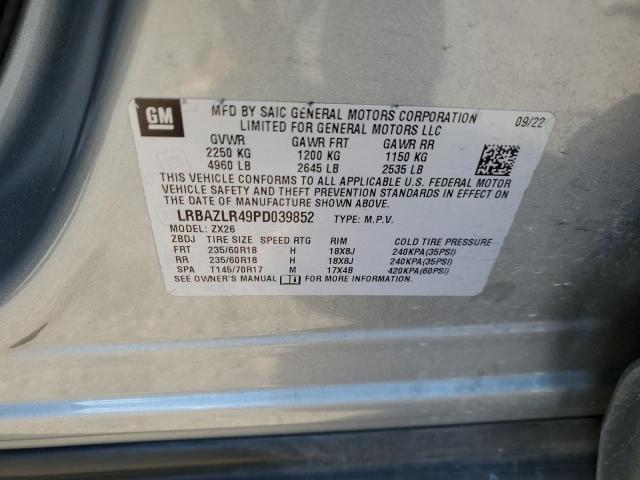 GM
MFD BY SAIC GENERAL MOTORS CORPORATION
LIMITED FOR GENERAL MOTORS LLC
09/22
GVWR GAWR FRT GAWR RR
2250 KG 1200 KG 1150 KG
4960 LB 2645 LB 2535 LB
THIS VEHICLE CONFORMS TO ALL APPLICABLE U.S. FEDERAL MOTOR
VEHICLE SAFETY AND THEFT PREVENTION STANDARDS IN EFFECT ON
THE DATE OF MANUFACTURE SHOWN ABOVE.
LRBAZLR49PD039852 TYPE: M.P.V.
MODEL: ZX26
ZBDJ TIRE SIZE SPEED RTG RIM COLD TIRE PRESSURE
FRT 235/60R18 H 18X8J 240KPA(35PSI)
RR 235/60R18 H 18X8J 240KPA(35PSI)
SPA T145/70R17 M 17X4B 420KPA(60PSI)
SEE OWNER'S MANUAL FOR MORE INFORMATION.